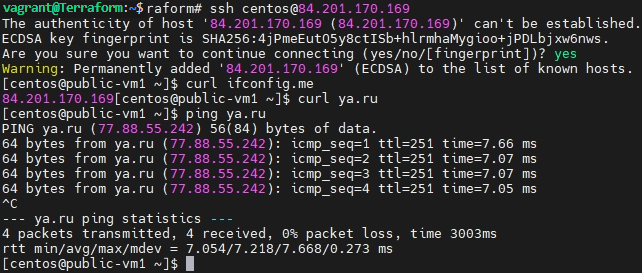 vagrant@Terraform:~$ raform# ssh centos@84.201.170.169
The authenticity of host '84.201.170.169 (84.201.170.169)' can't be established.
ECDSA key fingerprint is SHA256:4jPmeEutO5y8ctISb+hlrmhaMygioo+jPDLbjxw6nws.
Are you sure you want to continue connecting (yes/no/[fingerprint])? yes
Warning: Permanently added '84.201.170.169' (ECDSA) to the list of known hosts.
[centos@public-vm1 ~]$ curl ifconfig.me
84.201.170.169[centos@public-vm1 ~]$ curl ya.ru
[centos@public-vm1 ~]$ ping ya.ru
PING ya.ru (77.88.55.242) 56(84) bytes of data.
64 bytes from ya.ru (77.88.55.242): icmp_seq=1 ttl=251 time=7.66 ms
64 bytes from ya.ru (77.88.55.242): icmp_seq=2 ttl=251 time=7.07 ms
64 bytes from ya.ru (77.88.55.242): icmp_seq=3 ttl=251 time=7.07 ms
64 bytes from ya.ru (77.88.55.242): icmp_seq=4 ttl=251 time=7.05 ms
^C
--- ya.ru ping statistics ---
4 packets transmitted, 4 received, 0% packet loss, time 3003ms
rtt min/avg/max/mdev = 7.054/7.218/7.668/0.273 ms
[centos@public-vm1 ~]$